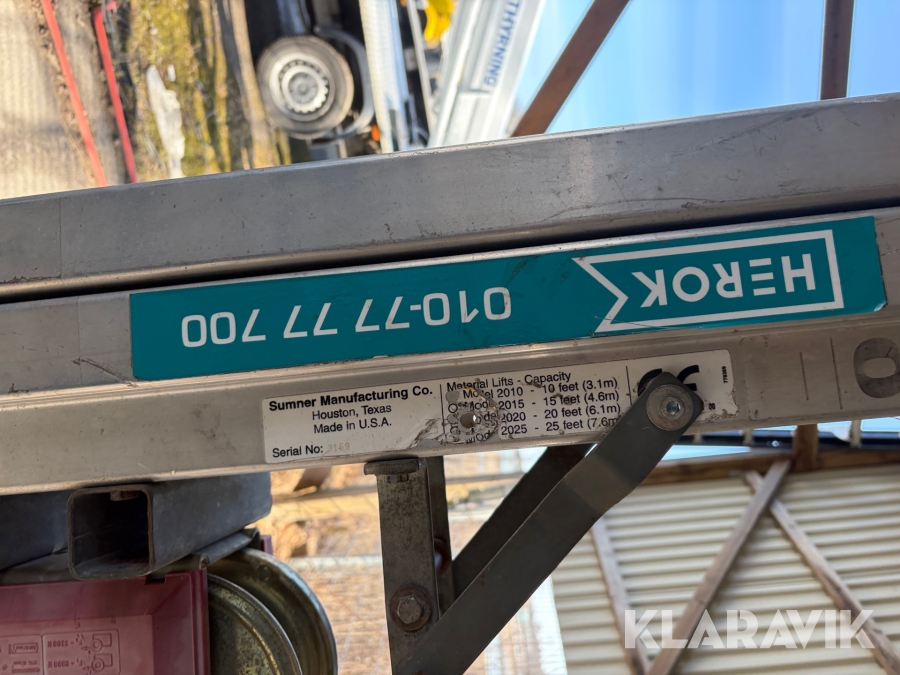 THYRNING
HEROK
010-77 77 700
Sumner Manufacturing Co.
Houston, Texas
Made in U.S.A.
Serial No:
Material Lifts - Capacity
Model 2010 - 10 feet (3.1m)
2015 - 15 feet (4.6m)
2020 - 20 feet (6.1m)
2025 - 25 feet (7.6m)
KLARAVIK